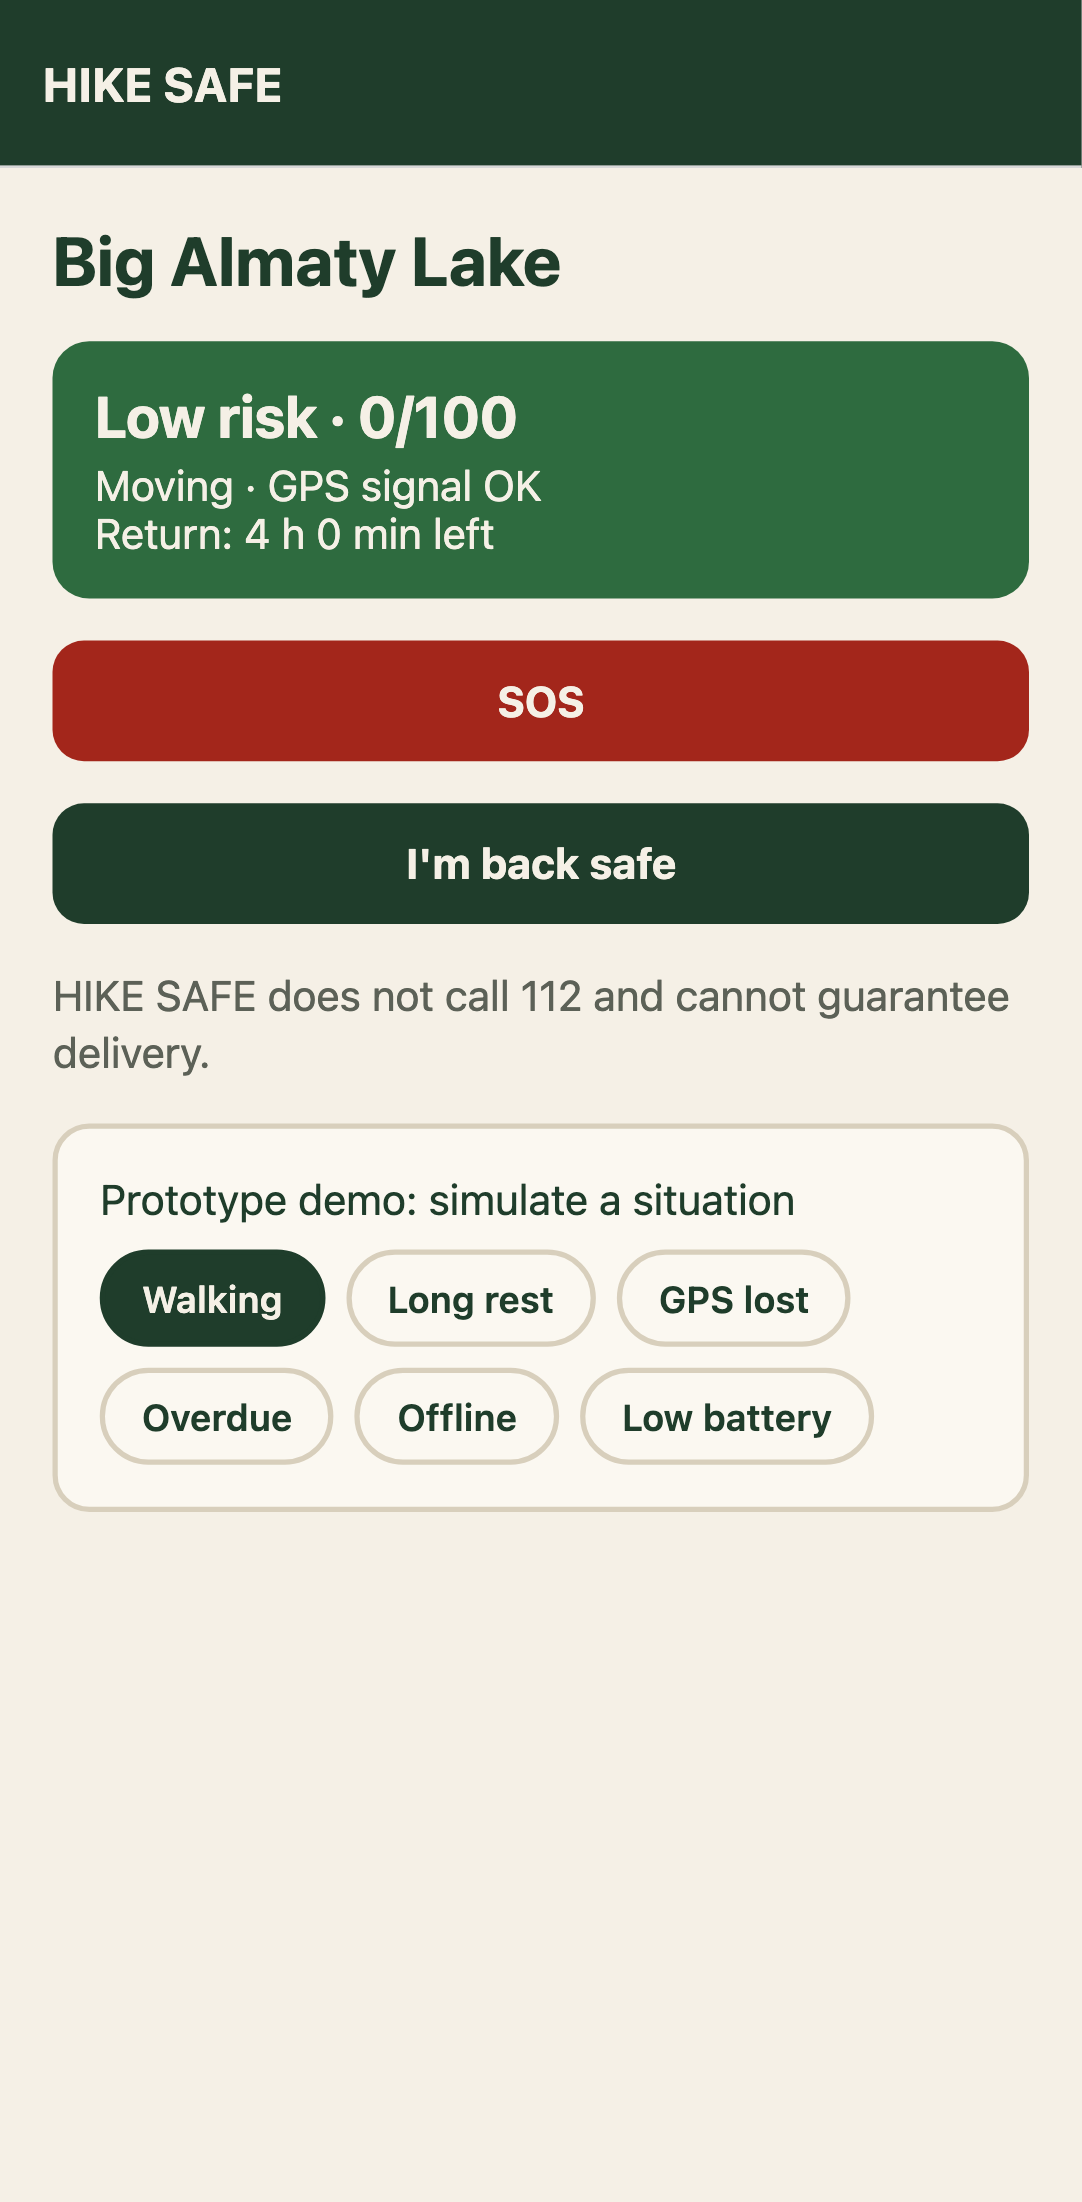 HIKE SAFE
Big Almaty Lake
Low risk · 0/100
Moving · GPS signal OK
Return: 4 h 0 min left
SOS
I'm back safe
HIKE SAFE does not call 112 and cannot guarantee
delivery.
Prototype demo: simulate a situation
Walking Long rest GPS lost
Overdue Offline Low battery